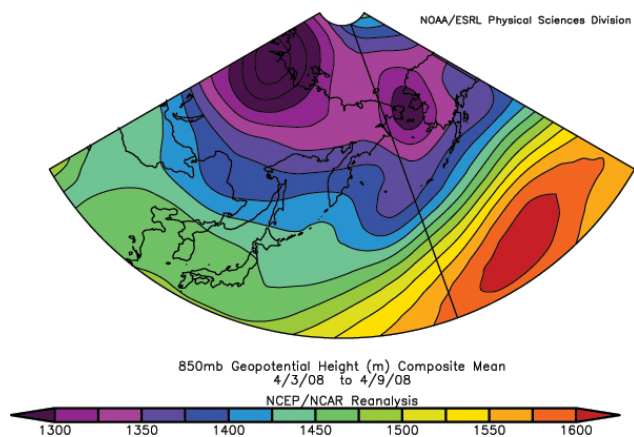 NOAA/ESRL Physical Sciences Division
850mb Geopotential Height (m) Composite Mean
4/3/08 to 4/9/08
NCEP/NCAR Reanalysis
1300 1350 1400 1450 1500 1550 1600